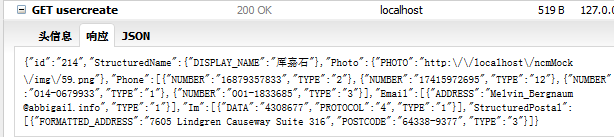 GET usercreate 200 OK localhost 519 B 127.0.
头信息 响应 JSON
{"id":"214","StructuredName":{"DISPLAY_NAME":"厍嘉石"},"Photo":{"PHOTO":"http:\/\/localhost\/ncmMock
\/img\/59.png"},"Phone":[{"NUMBER":"16879357833","TYPE":"2"},{"NUMBER":"17415972695","TYPE":"12"},{"NUMBER"
:"014-0679933","TYPE":"1"},{"NUMBER":"001-1833685","TYPE":"3"}],"Email":[{"ADDRESS":"Melvin_Bergnaum
@abbigail.info","TYPE":"1"}],"Im":[{"DATA":"4308677","PROTOCOL":"4","TYPE":"1"}],"StructuredPostal"
:[{"FORMATTED_ADDRESS":"7605 Lindgren Causeway Suite 316","POSTCODE":"64338-9377","TYPE":"3"}]}